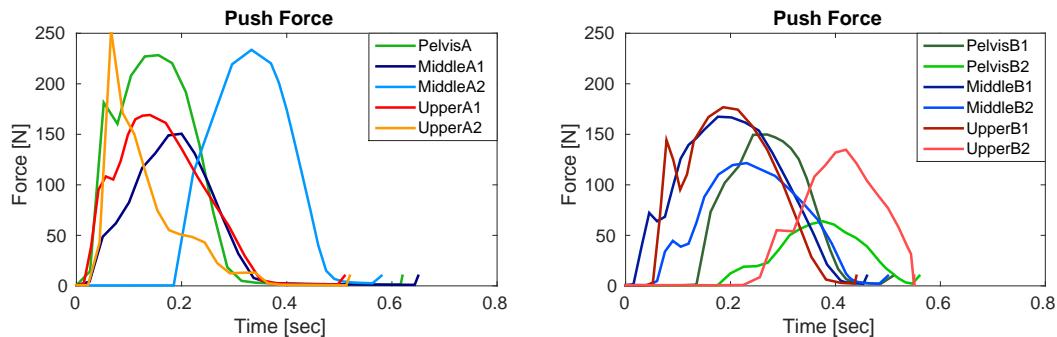 Push Force
250
200
150
100
50
0
0
0.2
0.4
0.6
0.8
Force [N]
Time [sec]
PelvisA
MiddleA1
MiddleA2
UpperA1
UpperA2
Push Force
250
200
150
100
50
0
0
0.2
0.4
0.6
0.8
Force [N]
Time [sec]
PelvisB1
PelvisB2
MiddleB1
MiddleB2
UpperB1
UpperB2